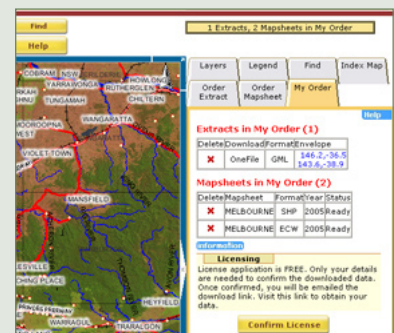 Find
1 Extracts, 2 Mapsheets in My Order
Help
Layers Legend Find Index Map
Order Extract Order Mapsheet My Order
Help
COBRAM NSW HOWLONG
YARRAWONGA RUTHERGLEN
TUNGAMAH CHILTERN
WANGARATTA
MOOROOPNA
VIOLET TOWN
MANSFIELD
ESVILLE
CHING PLACE
HEYFIELD
WARRAGUL TRARALGON
Extracts in My Order (1)
Delete Download Format Envelope
OneFile GML 146.2,-36.5
143.6,-38.9
Mapsheets in My Order (2)
Delete Mapsheet Format Year Status
MELBOURNE SHP 2005 Ready
MELBOURNE ECW 2005 Ready
information
Licensing
License application is FREE. Only your details
are needed to confirm the downloaded data.
Once confirmed, you will be emailed the
download link. Visit this link to obtain your
data.
Confirm License